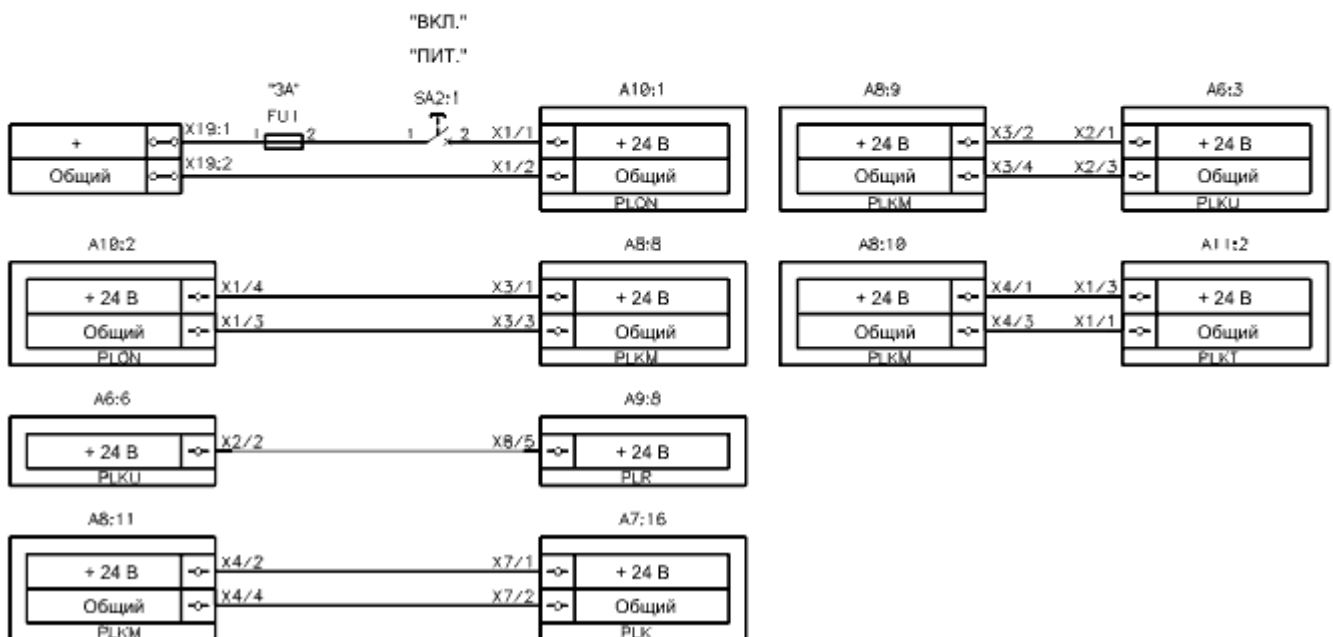 "ВКЛ."
"ПИТ."
"3А" SA2:1 A10:1 A8:9 A6:3
FU1
X19:1 1 2 1 2 X1/1 X3/2 X2/1
+ + 24 В + 24 В + 24 В
X19:2 X1/2 X3/4 X2/3
Общий Общий Общий Общий
PLON PLKM PLKU
A10:2 A8:8 A8:10 A11:2
X1/4 X3/1 X4/1 X1/3
+ 24 В + 24 В + 24 В + 24 В
X1/3 X3/3 X4/3 X1/1
Общий Общий Общий Общий
PLON PLKM PLKM PLKT
A6:6 A9:8
X2/2 X8/5
+ 24 В + 24 В
PLKU PLR
A8:11 A7:16
X4/2 X7/1
+ 24 В + 24 В
X4/4 X7/2
Общий Общий
PLKM PLK